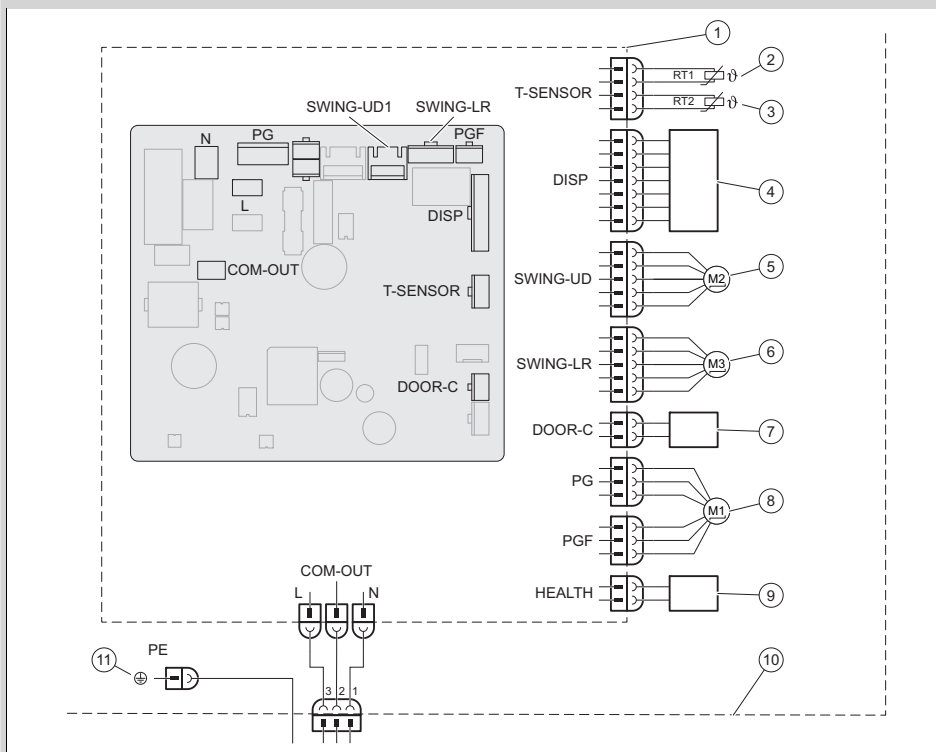 1
RT1 ϑ 2
T-SENSOR
RT2 ϑ 3
SWING-UD1 SWING-LR
N PG PGF
L
DISP
DISP 4
COM-OUT
T-SENSOR
SWING-UD M2 5
SWING-LR M3 6
DOOR-C
DOOR-C 7
PG
M1 8
PGF
COM-OUT
L N
HEALTH 9
PE
11
10
3 2 1